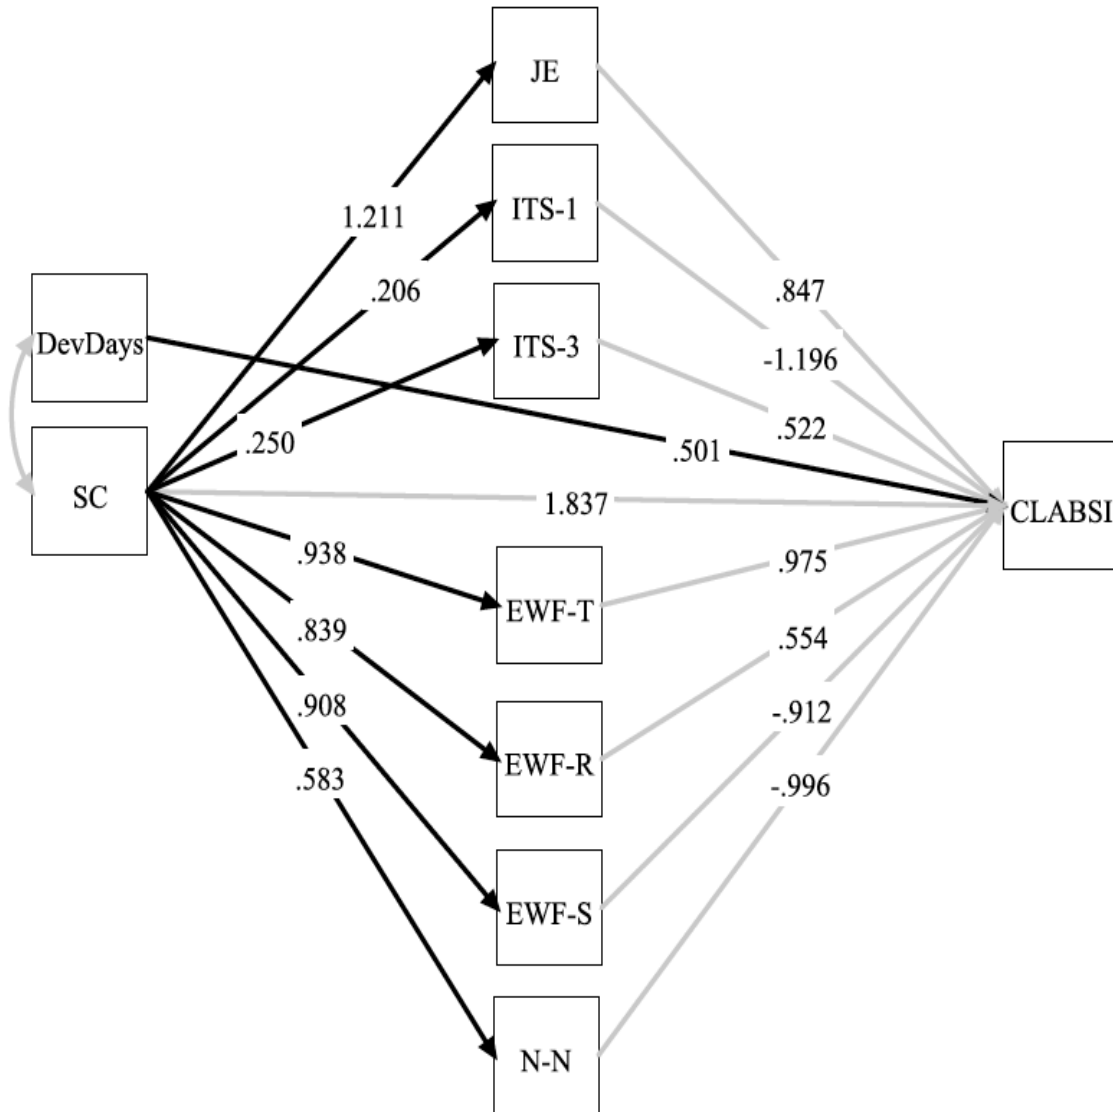 JE
1.211
ITS-1
.206
.847
DevDays
ITS-3
-1.196
.250
.522
.501
SC
1.837
CLABSI
.938
.975
EWF-T
.839
.554
.908
-.912
EWF-R
.583
-.996
EWF-S
N-N